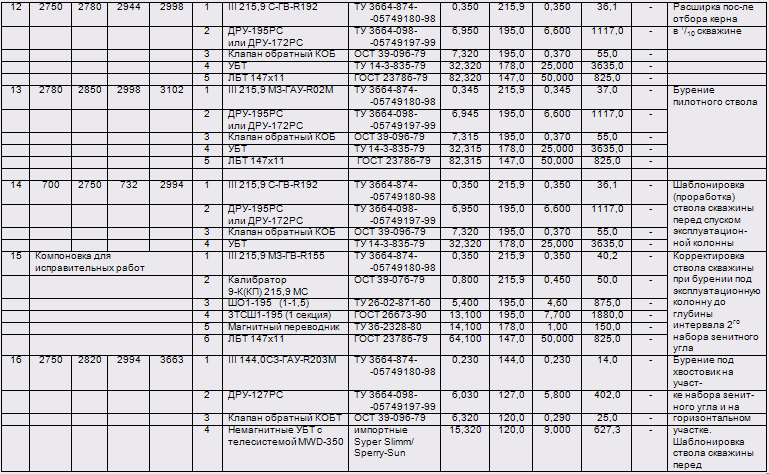 12 2750 2780 2944 2998 1 III 215,9 С-ГВ-R192 ТУ 3664-874- 0,350 215,9 0,350 36,1 - Расширка пос-ле
-05749180-98 отбора керна
2 ДРУ-195РС ТУ 3664-098- 6,950 195,0 6,600 1117,0 - в 1/10 скважине
или ДРУ-172РС -05749197-99
3 Клапан обратный КОБ ОСТ 39-096-79 7,320 195,0 0,370 55,0 -
4 УБТ ТУ 14-3-835-79 32,320 178,0 25,000 3635,0 -
5 ЛБТ 147х11 ГОСТ 23786-79 82,320 147,0 50,000 825,0 -
13 2780 2850 2998 3102 1 III 215,9 МЗ-ГАУ-R02М ТУ 3664-874- 0,345 215,9 0,345 37,0 - Бурение
-05749180-98 пилотного ствола
2 ДРУ-195РС ТУ 3664-098- 6,945 195,0 6,600 1117,0 -
или ДРУ-172РС -05749197-99
3 Клапан обратный КОБ ОСТ 39-096-79 7,315 195,0 0,370 55,0 -
4 УБТ ТУ 14-3-835-79 32,315 178,0 25,000 3635,0 -
5 ЛБТ 147х11 ГОСТ 23786-79 82,315 147,0 50,000 825,0 -
14 700 2750 732 2994 1 III 215,9 С-ГВ-R192 ТУ 3664-874- 0,350 215,9 0,350 36,1 - Шаблонировка
-05749180-98 (проработка)
2 ДРУ-195РС ТУ 3664-098- 6,950 195,0 6,600 1117,0 - ствола скважины
или ДРУ-172РС -05749197-99 перед спуском
3 Клапан обратный КОБ ОСТ 39-096-79 7,320 195,0 0,370 55,0 - эксплуатацион-
4 УБТ ТУ 14-3-835-79 32,320 178,0 25,000 3635,0 - ной колонны
15 Компоновка для 1 III 215,9 МЗ-ГВ-R155 ТУ 3664-874- 0,350 215,9 0,350 40,2 - Корректировка
исправительных работ -05749180-98 ствола скважины
2 Калибратор ОСТ 39-076-79 0,800 215,9 0,450 50,0 - при бурении под
9-К(КП) 215,9 МС эксплуатационную
3 ШО1-195 (1-1,5) ТУ 26-02-871-60 5,400 195,0 4,60 875,0 - колонну до
4 ЗТСШ1-195 (1 секция) ГОСТ 26673-90 13,100 195,0 7,700 1880,0 - глубины
5 Магнитный переводник ТУ 36-2328-80 14,100 178,0 1,00 150,0 - интервала 2го
6 ЛБТ 147х11 ГОСТ 23786-79 64,100 147,0 50,000 825,0 - набора зенитного
угла
16 2750 2820 2994 3663 1 III 144,0СЗ-ГАУ-R203М ТУ 3664-874- 0,230 144,0 0,230 14,0 - Бурение под
-05749180-98 хвостовик на
участ-
2 ДРУ-127РС ТУ 3664-098- 6,030 127,0 5,800 402,0 - ке набора зенит-
-05749197-99 ного угла и на
3 Клапан обратный КОБТ ОСТ 39-096-79 6,320 120,0 0,290 25,0 - горизонтальном
4 Немагнитные УБТ с импортные 15,320 120,0 9,000 627,3 - участке.
телесистемой MWD-350 Syper Slimm/ Шаблонировка
Sperry-Sun ствола скважины
перед